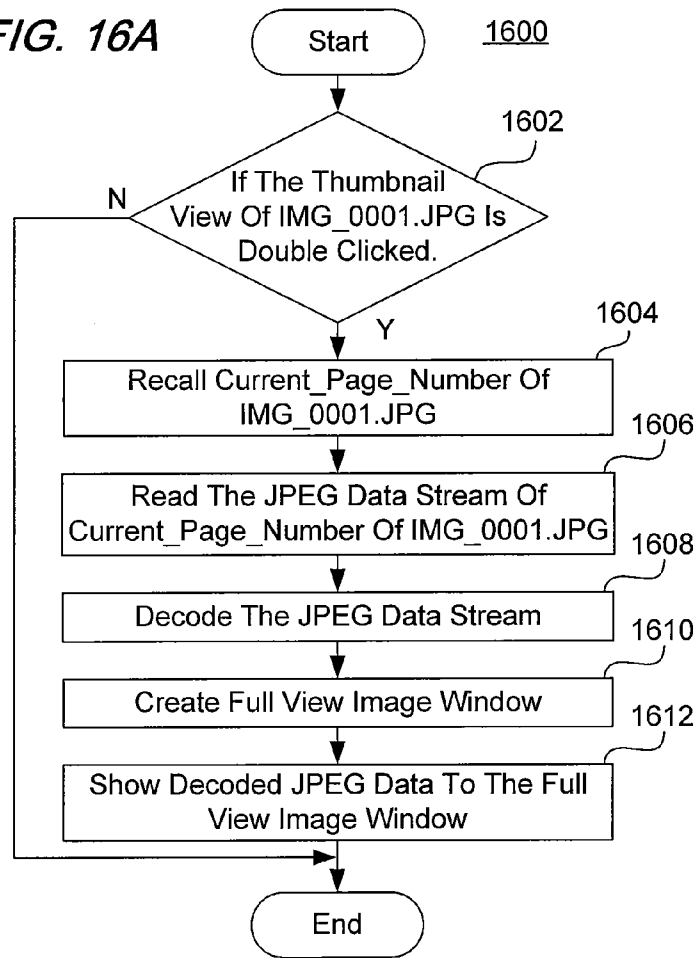 FIG. 16A
Start
1600
1602
If The Thumbnail
View Of IMG_0001.JPG Is
Double Clicked.
N
Y
1604
Recall Current_Page_Number Of
IMG_0001.JPG
1606
Read The JPEG Data Stream Of
Current_Page_Number Of IMG_0001.JPG
1608
Decode The JPEG Data Stream
1610
Create Full View Image Window
1612
Show Decoded JPEG Data To The Full
View Image Window
End